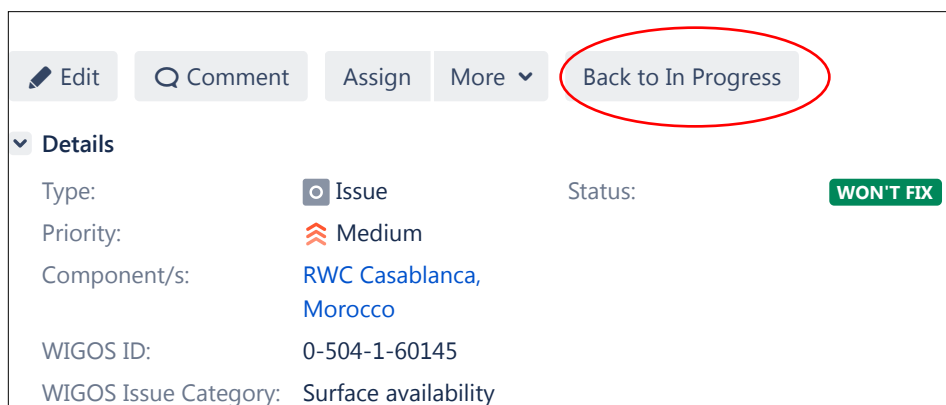 Edit Comment Assign More Back to In Progress
Details
Type: Issue Status: WON'T FIX
Priority: Medium
Component/s: RWC Casablanca,
Morocco
WIGOS ID: 0-504-1-60145
WIGOS Issue Category: Surface availability